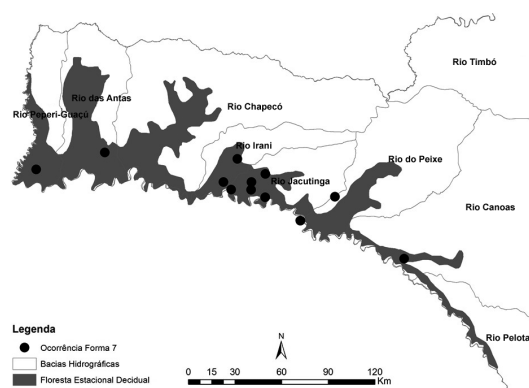 Rio Timbó
Rio das Antas
Rio Chapecó
Rio Peperi-Guaçú
Rio Irani
Rio do Peixe
Rio Jacutinga
Rio Canoas
Rio Pelota
Legenda
Ocorrência Forma 7
Bacias Hidrográficas
Floresta Estacional Decidual
N
0 15 30 60 90 120
Km